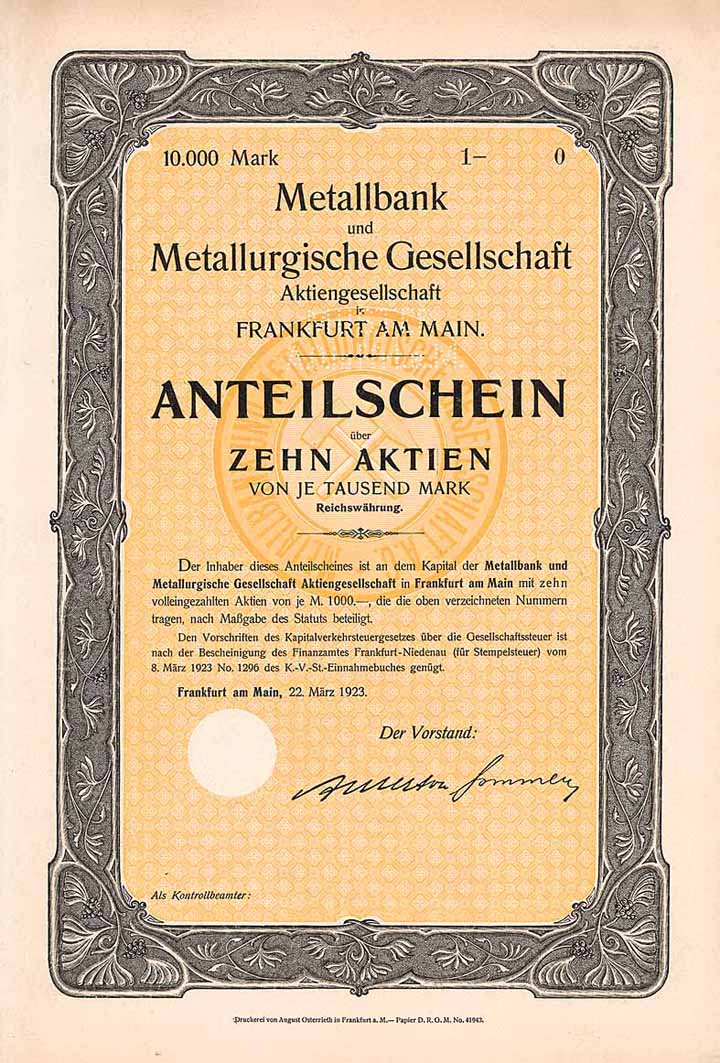 10.000 Mark 1– 0
Metallbank
und
Metallurgische Gesellschaft
Aktiengesellschaft
in
FRANKFURT AM MAIN.
ANTEILSCHEIN
über
ZEHN AKTIEN
VON JE TAUSEND MARK
Reichswährung.
Der Inhaber dieses Anteilscheines ist an dem Kapital der Metallbank und
Metallurgische Gesellschaft Aktiengesellschaft in Frankfurt am Main mit zehn
volleingezahlten Aktien von je M. 1000.—, die die oben verzeichneten Nummern
tragen, nach Maßgabe des Statuts beteiligt.
Den Vorschriften des Kapitalverkehrsteuergesetzes über die Gesellschaftssteuer ist
nach der Bescheinigung des Finanzamtes Frankfurt-Niedenau (für Stempelsteuer) vom
8. März 1923 No. 1296 des K.-V.-St.-Einnahmebuches genügt.
Frankfurt am Main, 22. März 1923.
Der Vorstand:
Als Kontrollbeamter:
Druckerei von August Osterrieth in Frankfurt a. M.— Papier D. R. G. M. No. 41943.